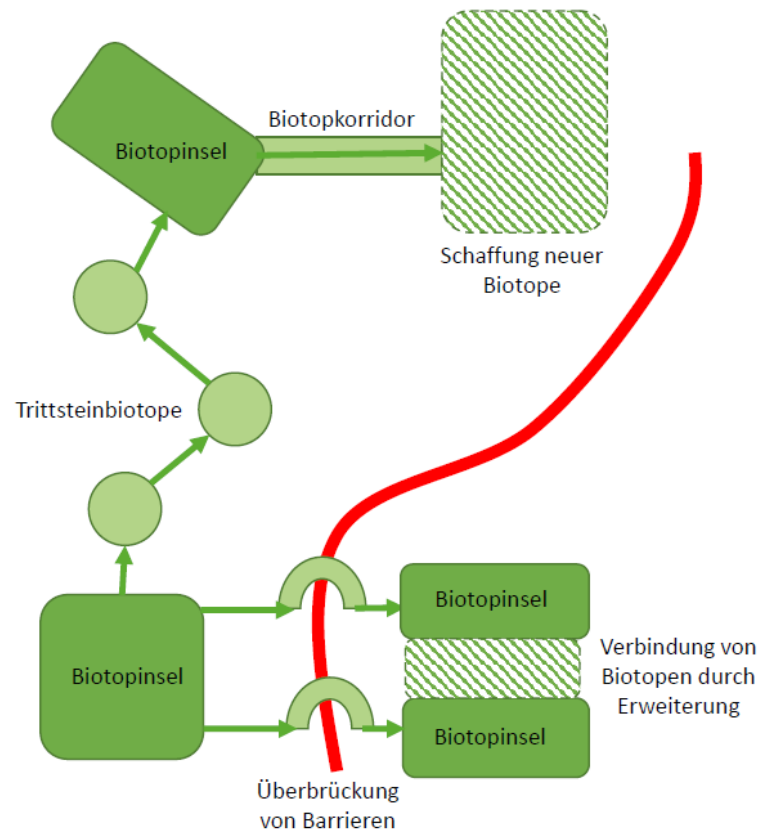 Biotopkorridor
Biotopinsel
Schaffung neuer
Biotope
Trittsteinbiotope
Biotopinsel
Verbindung von
Biotopen durch
Erweiterung
Biotopinsel
Biotopinsel
Überbrückung
von Barrieren